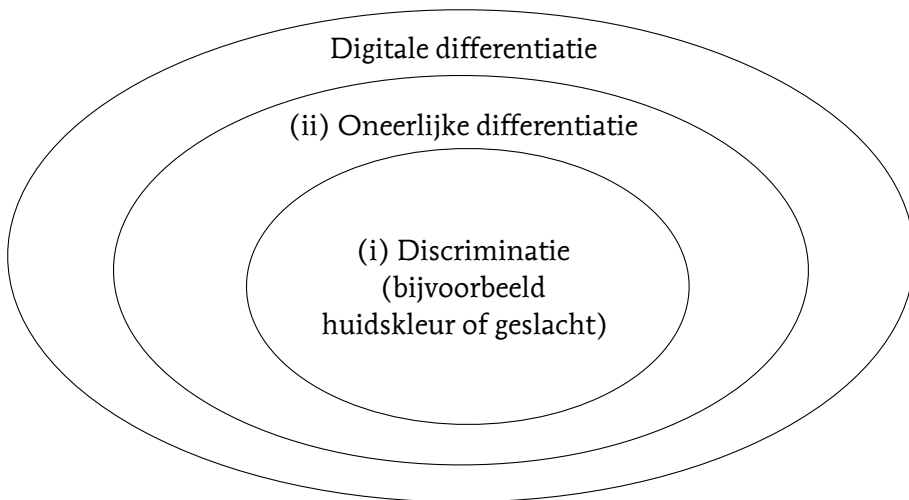 Digitale differentiatie
(ii) Oneerlijke differentiatie
(i) Discriminatie
(bijvoorbeeld
huidskleur of geslacht)